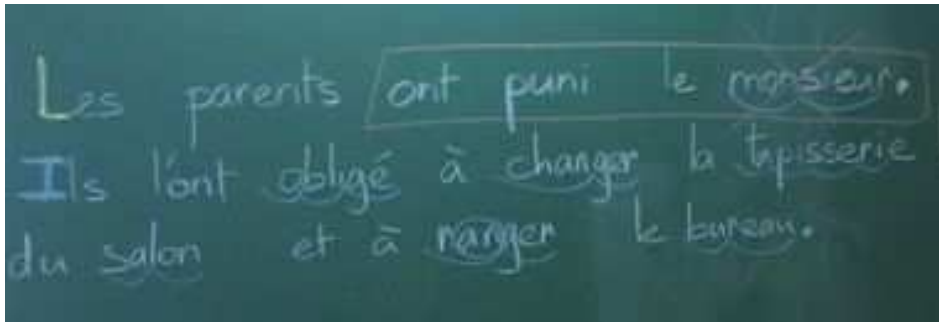 Les parents ont puni le monsieur.
Ils l'ont obligé à changer la tapisserie
du salon et à ranger le bureau.